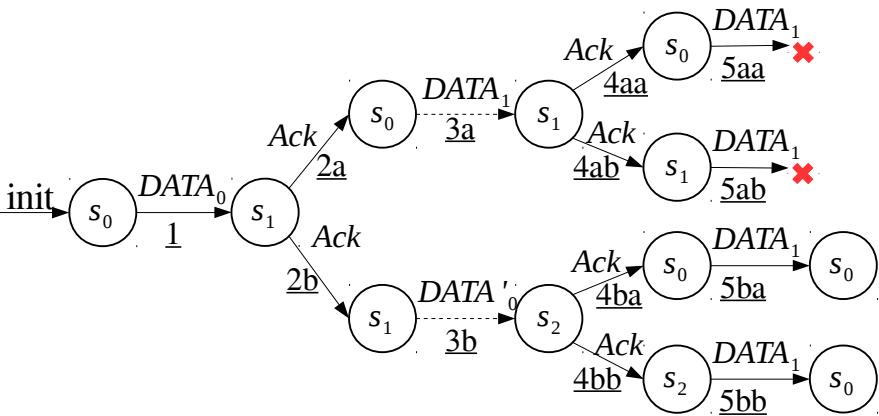 init
s₀
DATA₀
1
s₁
Ack
2a
s₀
DATA₁
3a
s₁
Ack
4aa
s₀
DATA₁
5aa
Ack
4ab
s₁
DATA₁
5ab
Ack
2b
s₁
DATA'₀
3b
s₂
Ack
4ba
s₀
DATA₁
5ba
s₀
Ack
4bb
s₂
DATA₁
5bb
s₀